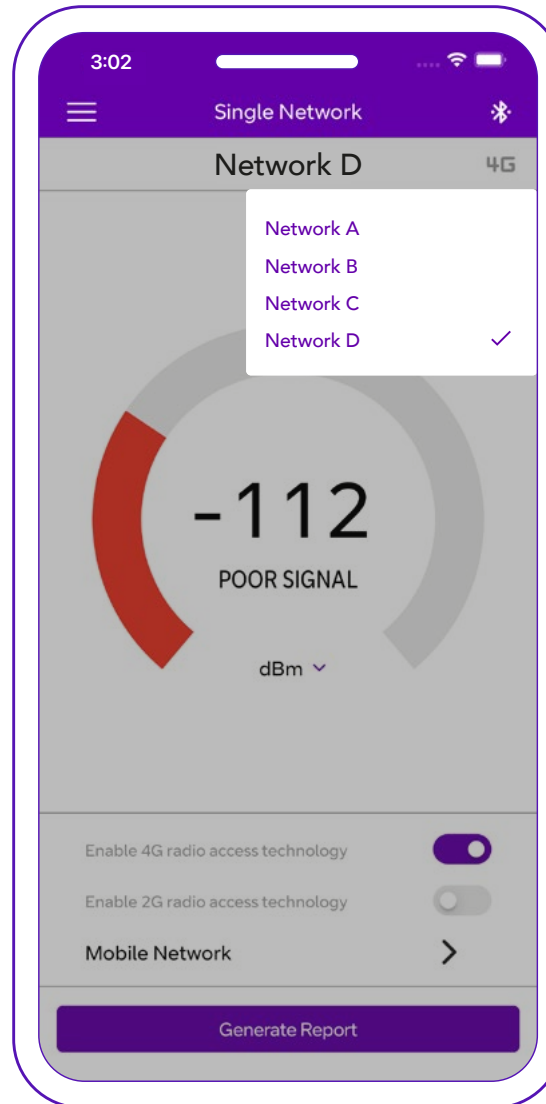 3:02
Single Network
Network D 4G
Network A
Network B
Network C
Network D
-112
POOR SIGNAL
dBm
Enable 4G radio access technology
Enable 2G radio access technology
Mobile Network
Generate Report